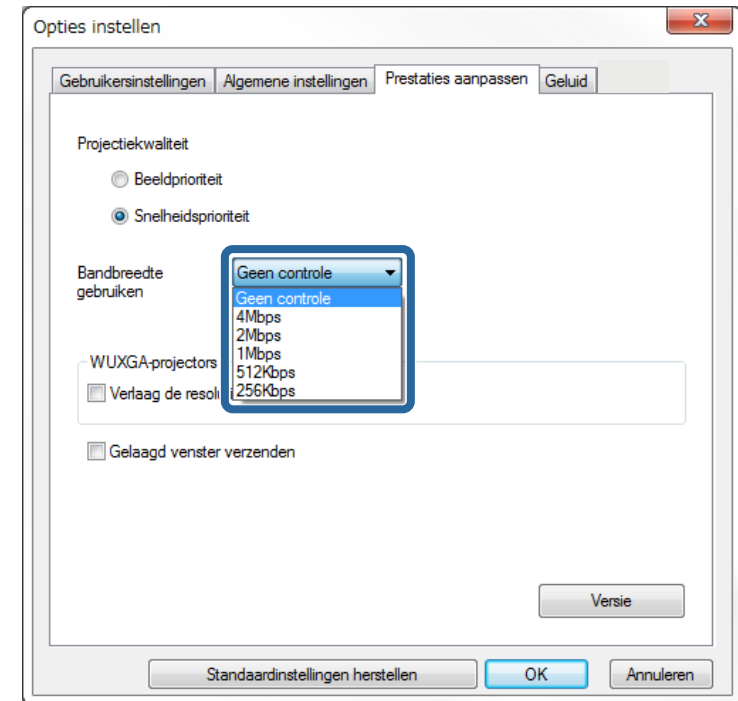 Opties instellen
Gebruikersinstellingen Algemene instellingen Prestaties aanpassen Geluid
Projectiekwaliteit
Beeldprioriteit
Snelheidsprioriteit
Bandbreedte gebruiken
Geen controle
Geen controle
4Mbps
2Mbps
1Mbps
512Kbps
256Kbps
WUXGA-projectors
Verlaag de
Gelaagd venster verzenden
Versie
Standaardinstellingen herstellen OK Annuleren